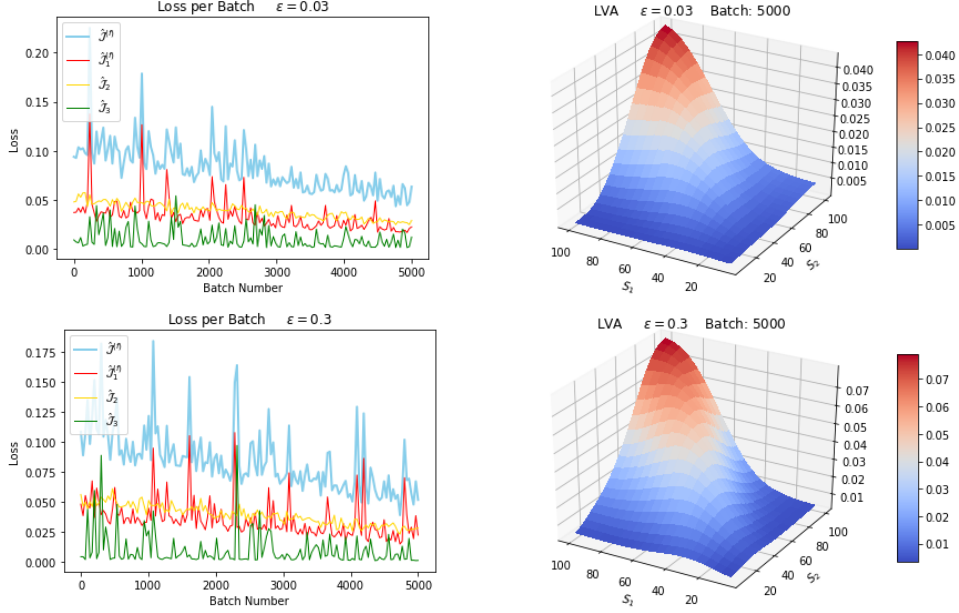 Loss per Batch ε = 0.03
0.20
0.15
0.10
0.05
0.00
Loss
𝒥̂⁽ᶦ⁾
𝒥̂₁⁽ᶦ⁾
𝒥̂₂
𝒥̂₃
0 1000 2000 3000 4000 5000
Batch Number
LVA ε = 0.03 Batch: 5000
0.040
0.035
0.030
0.025
0.020
0.015
0.010
0.005
100 80 60 40 20
S₁
20 40 60 80 100
S₂
0.040
0.035
0.030
0.025
0.020
0.015
0.010
0.005
Loss per Batch ε = 0.3
0.175
0.150
0.125
0.100
0.075
0.050
0.025
0.000
Loss
𝒥̂⁽ᶦ⁾
𝒥̂₁⁽ᶦ⁾
𝒥̂₂
𝒥̂₃
0 1000 2000 3000 4000 5000
Batch Number
LVA ε = 0.3 Batch: 5000
0.07
0.06
0.05
0.04
0.03
0.02
0.01
100 80 60 40 20
S₁
20 40 60 80 100
S₂
0.07
0.06
0.05
0.04
0.03
0.02
0.01